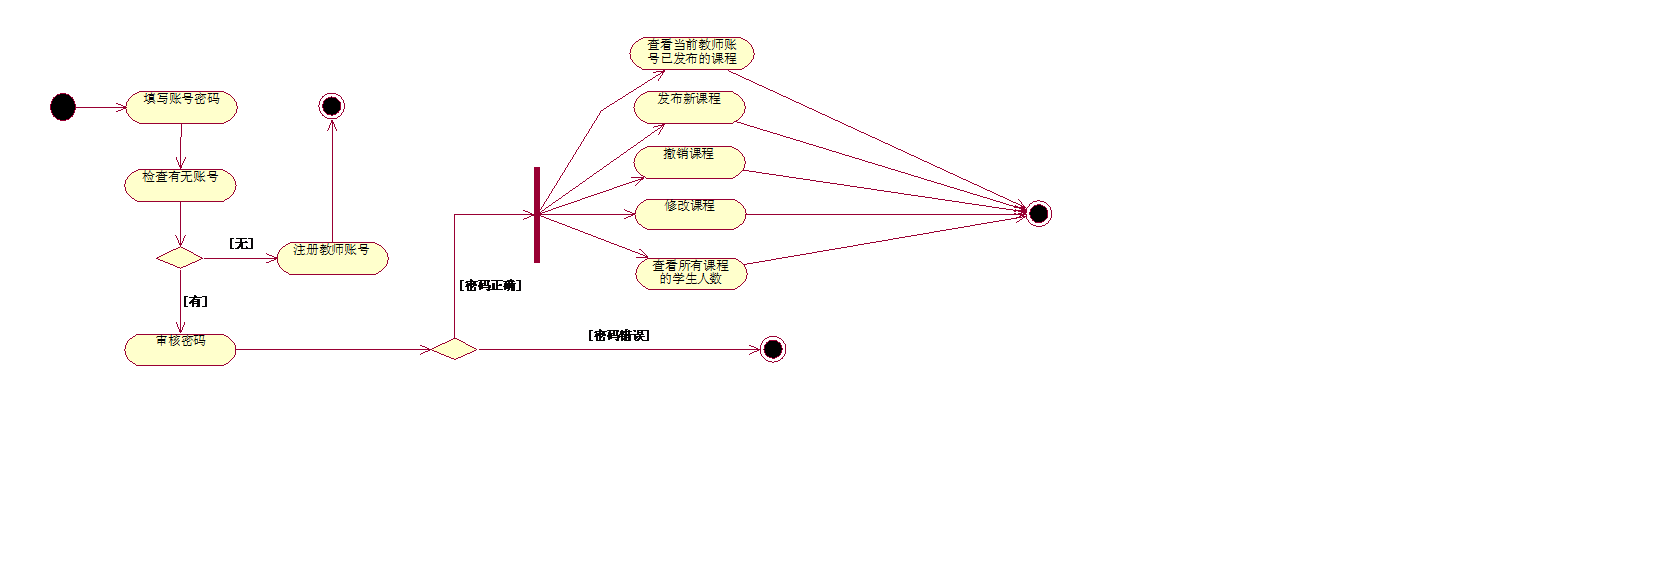 查看当前教师账
号已发布的课程
填写账号密码
发布新课程
撤销课程
检查有无账号
修改课程
[无]
注册教师账号
查看所有课程
的学生人数
[密码正确]
[有]
[密码错误]
审核密码